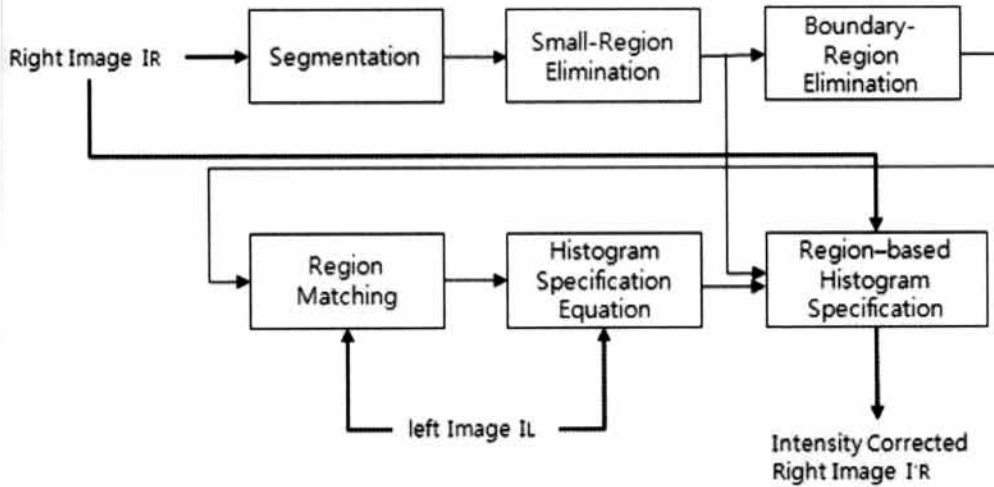 Right Image IR
Segmentation
Small-Region
Elimination
Boundary-
Region
Elimination
Region
Matching
Histogram
Specification
Equation
Region-based
Histogram
Specification
left Image IL
Intensity Corrected
Right Image I'R